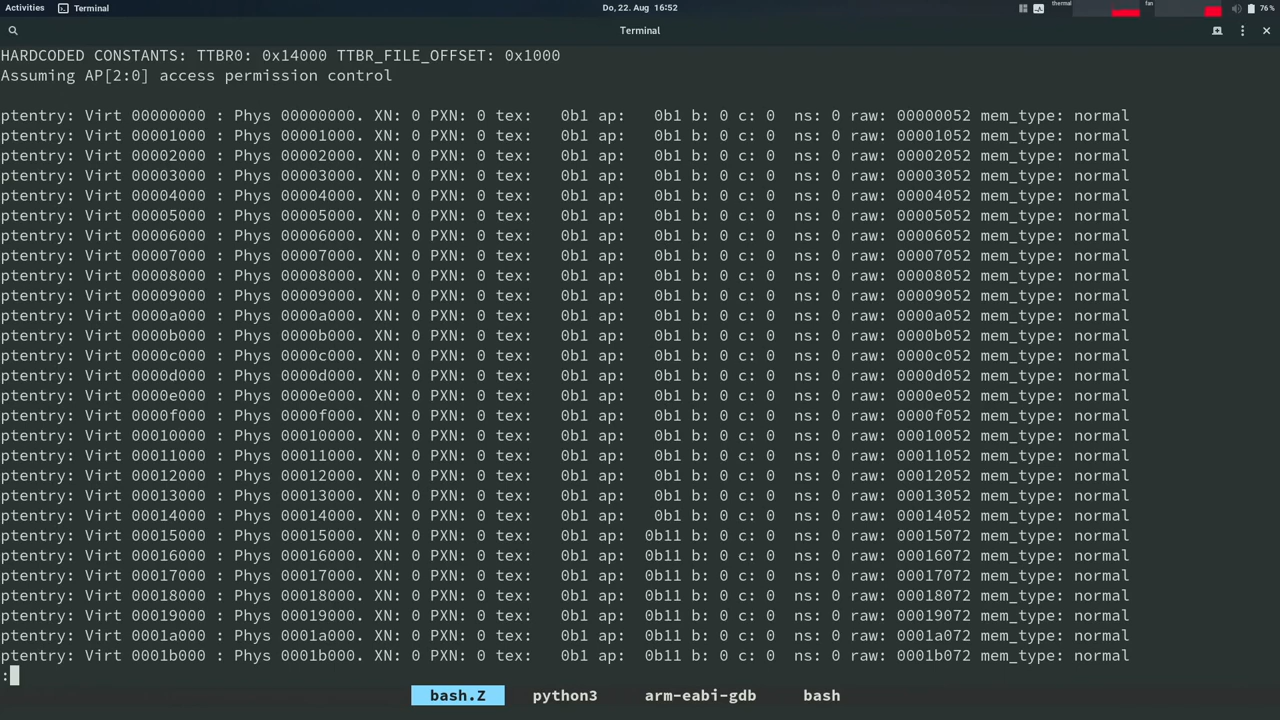 Activities Terminal Do, 22. Aug 16:52 thermal fan 76 %
Terminal
HARDCODED CONSTANTS: TTBR0: 0x14000 TTBR_FILE_OFFSET: 0x1000
Assuming AP[2:0] access permission control
ptentry: Virt 00000000 : Phys 00000000. XN: 0 PXN: 0 tex:   0b1 ap:   0b1 b: 0 c: 0  ns: 0 raw: 00000052 mem_type: normal
ptentry: Virt 00001000 : Phys 00001000. XN: 0 PXN: 0 tex:   0b1 ap:   0b1 b: 0 c: 0  ns: 0 raw: 00001052 mem_type: normal
ptentry: Virt 00002000 : Phys 00002000. XN: 0 PXN: 0 tex:   0b1 ap:   0b1 b: 0 c: 0  ns: 0 raw: 00002052 mem_type: normal
ptentry: Virt 00003000 : Phys 00003000. XN: 0 PXN: 0 tex:   0b1 ap:   0b1 b: 0 c: 0  ns: 0 raw: 00003052 mem_type: normal
ptentry: Virt 00004000 : Phys 00004000. XN: 0 PXN: 0 tex:   0b1 ap:   0b1 b: 0 c: 0  ns: 0 raw: 00004052 mem_type: normal
ptentry: Virt 00005000 : Phys 00005000. XN: 0 PXN: 0 tex:   0b1 ap:   0b1 b: 0 c: 0  ns: 0 raw: 00005052 mem_type: normal
ptentry: Virt 00006000 : Phys 00006000. XN: 0 PXN: 0 tex:   0b1 ap:   0b1 b: 0 c: 0  ns: 0 raw: 00006052 mem_type: normal
ptentry: Virt 00007000 : Phys 00007000. XN: 0 PXN: 0 tex:   0b1 ap:   0b1 b: 0 c: 0  ns: 0 raw: 00007052 mem_type: normal
ptentry: Virt 00008000 : Phys 00008000. XN: 0 PXN: 0 tex:   0b1 ap:   0b1 b: 0 c: 0  ns: 0 raw: 00008052 mem_type: normal
ptentry: Virt 00009000 : Phys 00009000. XN: 0 PXN: 0 tex:   0b1 ap:   0b1 b: 0 c: 0  ns: 0 raw: 00009052 mem_type: normal
ptentry: Virt 0000a000 : Phys 0000a000. XN: 0 PXN: 0 tex:   0b1 ap:   0b1 b: 0 c: 0  ns: 0 raw: 0000a052 mem_type: normal
ptentry: Virt 0000b000 : Phys 0000b000. XN: 0 PXN: 0 tex:   0b1 ap:   0b1 b: 0 c: 0  ns: 0 raw: 0000b052 mem_type: normal
ptentry: Virt 0000c000 : Phys 0000c000. XN: 0 PXN: 0 tex:   0b1 ap:   0b1 b: 0 c: 0  ns: 0 raw: 0000c052 mem_type: normal
ptentry: Virt 0000d000 : Phys 0000d000. XN: 0 PXN: 0 tex:   0b1 ap:   0b1 b: 0 c: 0  ns: 0 raw: 0000d052 mem_type: normal
ptentry: Virt 0000e000 : Phys 0000e000. XN: 0 PXN: 0 tex:   0b1 ap:   0b1 b: 0 c: 0  ns: 0 raw: 0000e052 mem_type: normal
ptentry: Virt 0000f000 : Phys 0000f000. XN: 0 PXN: 0 tex:   0b1 ap:   0b1 b: 0 c: 0  ns: 0 raw: 0000f052 mem_type: normal
ptentry: Virt 00010000 : Phys 00010000. XN: 0 PXN: 0 tex:   0b1 ap:   0b1 b: 0 c: 0  ns: 0 raw: 00010052 mem_type: normal
ptentry: Virt 00011000 : Phys 00011000. XN: 0 PXN: 0 tex:   0b1 ap:   0b1 b: 0 c: 0  ns: 0 raw: 00011052 mem_type: normal
ptentry: Virt 00012000 : Phys 00012000. XN: 0 PXN: 0 tex:   0b1 ap:   0b1 b: 0 c: 0  ns: 0 raw: 00012052 mem_type: normal
ptentry: Virt 00013000 : Phys 00013000. XN: 0 PXN: 0 tex:   0b1 ap:   0b1 b: 0 c: 0  ns: 0 raw: 00013052 mem_type: normal
ptentry: Virt 00014000 : Phys 00014000. XN: 0 PXN: 0 tex:   0b1 ap:   0b1 b: 0 c: 0  ns: 0 raw: 00014052 mem_type: normal
ptentry: Virt 00015000 : Phys 00015000. XN: 0 PXN: 0 tex:   0b1 ap:  0b11 b: 0 c: 0  ns: 0 raw: 00015072 mem_type: normal
ptentry: Virt 00016000 : Phys 00016000. XN: 0 PXN: 0 tex:   0b1 ap:  0b11 b: 0 c: 0  ns: 0 raw: 00016072 mem_type: normal
ptentry: Virt 00017000 : Phys 00017000. XN: 0 PXN: 0 tex:   0b1 ap:  0b11 b: 0 c: 0  ns: 0 raw: 00017072 mem_type: normal
ptentry: Virt 00018000 : Phys 00018000. XN: 0 PXN: 0 tex:   0b1 ap:  0b11 b: 0 c: 0  ns: 0 raw: 00018072 mem_type: normal
ptentry: Virt 00019000 : Phys 00019000. XN: 0 PXN: 0 tex:   0b1 ap:  0b11 b: 0 c: 0  ns: 0 raw: 00019072 mem_type: normal
ptentry: Virt 0001a000 : Phys 0001a000. XN: 0 PXN: 0 tex:   0b1 ap:  0b11 b: 0 c: 0  ns: 0 raw: 0001a072 mem_type: normal
ptentry: Virt 0001b000 : Phys 0001b000. XN: 0 PXN: 0 tex:   0b1 ap:  0b11 b: 0 c: 0  ns: 0 raw: 0001b072 mem_type: normal
:
bash.Z python3 arm-eabi-gdb bash